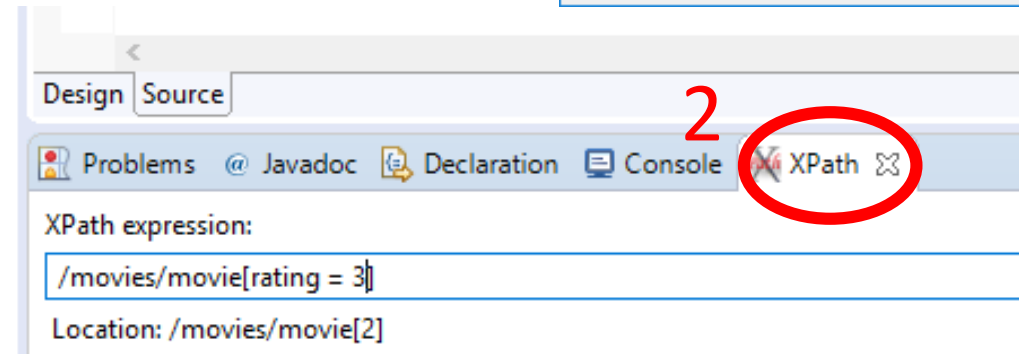 Design Source
2
Problems @ Javadoc Declaration Console XPath
XPath expression:
/movies/movie[rating = 3]
Location: /movies/movie[2]